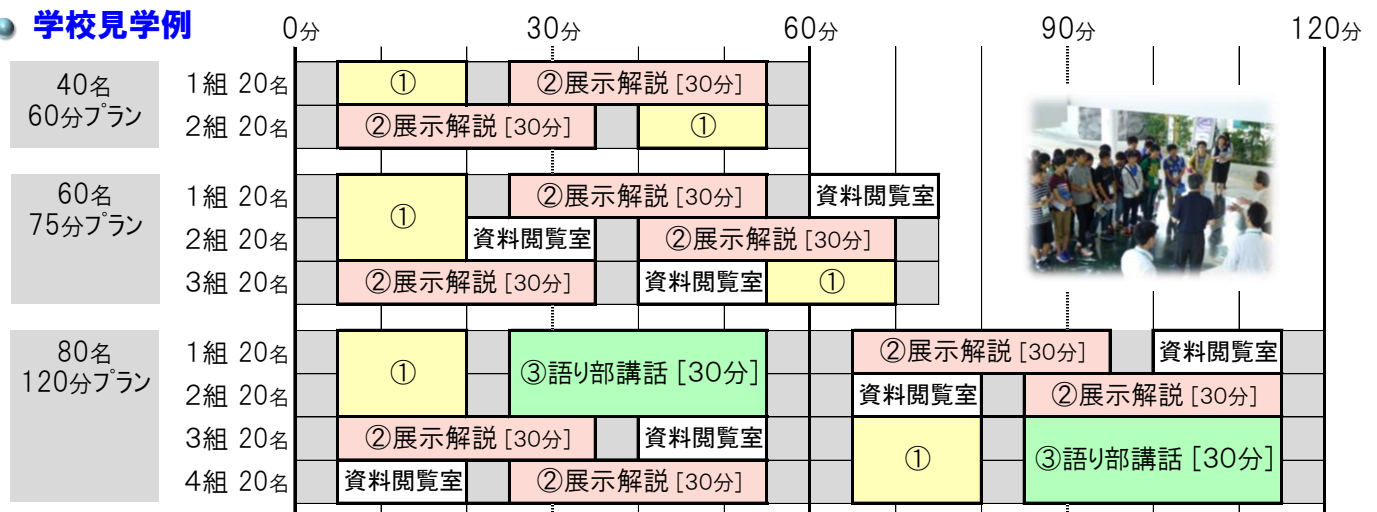 学校見学例
0分 30分 60分 90分 120分
40名
60分プラン
1組 20名 ① ②展示解説 [30分]
2組 20名 ②展示解説 [30分] ①
60名
75分プラン
1組 20名 ① ②展示解説 [30分] 資料閲覧室
2組 20名 資料閲覧室 ②展示解説 [30分]
3組 20名 ②展示解説 [30分] 資料閲覧室 ①
80名
120分プラン
1組 20名 ① ③語り部講話 [30分] ②展示解説 [30分] 資料閲覧室
2組 20名 資料閲覧室 ②展示解説 [30分]
3組 20名 ②展示解説 [30分] 資料閲覧室 ① ③語り部講話 [30分]
4組 20名 資料閲覧室 ②展示解説 [30分]